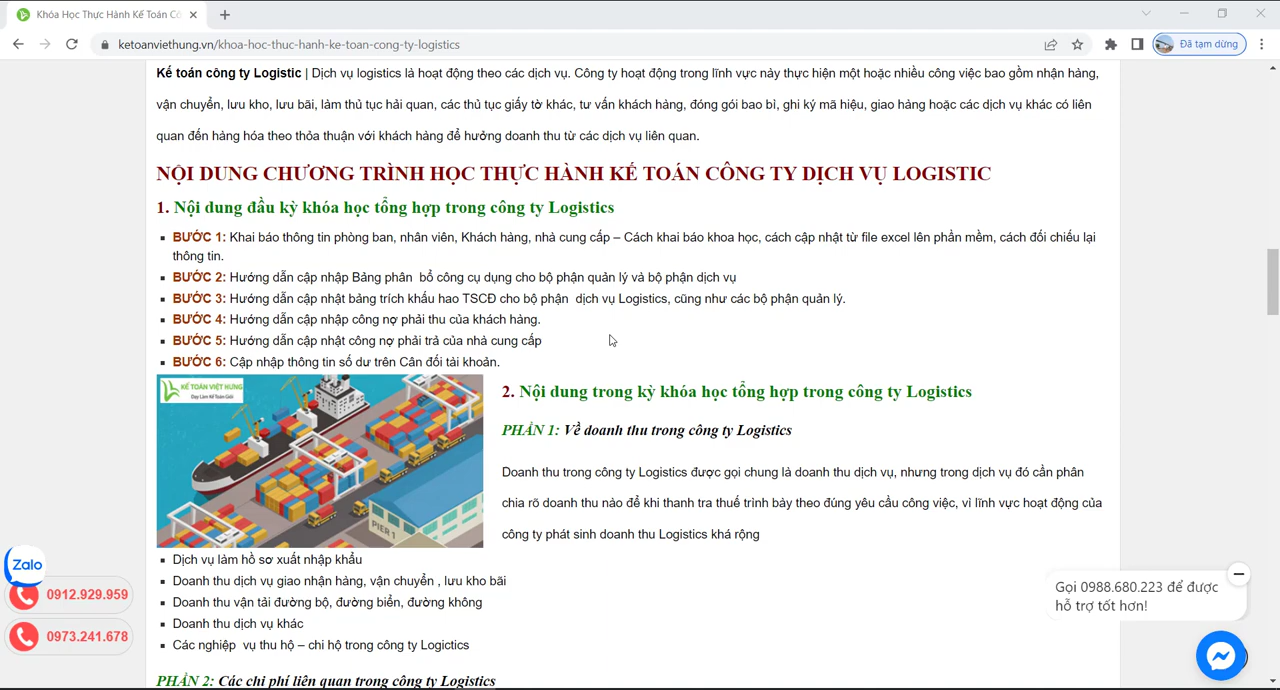 Khóa Học Thực Hành Kế Toán Cô
ketoanviethung.vn/khoa-hoc-thuc-hanh-ke-toan-cong-ty-logistics
Đã tạm dừng
Kế toán công ty Logistic | Dịch vụ logistics là hoạt động theo các dịch vụ. Công ty hoạt động trong lĩnh vực này thực hiện một hoặc nhiều công việc bao gồm nhận hàng,
vận chuyển, lưu kho, lưu bãi, làm thủ tục hải quan, các thủ tục giấy tờ khác, tư vấn khách hàng, đóng gói bao bì, ghi ký mã hiệu, giao hàng hoặc các dịch vụ khác có liên
quan đến hàng hóa theo thỏa thuận với khách hàng để hưởng doanh thu từ các dịch vụ liên quan.
NỘI DUNG CHƯƠNG TRÌNH HỌC THỰC HÀNH KẾ TOÁN CÔNG TY DỊCH VỤ LOGISTIC
1. Nội dung đầu kỳ khóa học tổng hợp trong công ty Logistics
▪ BƯỚC 1: Khai báo thông tin phòng ban, nhân viên, Khách hàng, nhà cung cấp – Cách khai báo khoa học, cách cập nhật từ file excel lên phần mềm, cách đối chiếu lại
thông tin.
▪ BƯỚC 2: Hướng dẫn cập nhập Bảng phân bổ công cụ dụng cho bộ phận quản lý và bộ phận dịch vụ
▪ BƯỚC 3: Hướng dẫn cập nhật bảng trích khấu hao TSCĐ cho bộ phận dịch vụ Logistics, cũng như các bộ phận quản lý.
▪ BƯỚC 4: Hướng dẫn cập nhập công nợ phải thu của khách hàng.
▪ BƯỚC 5: Hướng dẫn cập nhật công nợ phải trả của nhà cung cấp
▪ BƯỚC 6: Cập nhập thông tin số dư trên Cân đối tài khoản.
KẾ TOÁN VIỆT HƯNG
Dạy Làm Kế Toán Giỏi
PIER 1
2. Nội dung trong kỳ khóa học tổng hợp trong công ty Logistics
PHẦN 1: Về doanh thu trong công ty Logistics
Doanh thu trong công ty Logistics được gọi chung là doanh thu dịch vụ, nhưng trong dịch vụ đó cần phân
chia rõ doanh thu nào để khi thanh tra thuế trình bày theo đúng yêu cầu công việc, vì lĩnh vực hoạt động của
công ty phát sinh doanh thu Logistics khá rộng
▪ Dịch vụ làm hồ sơ xuất nhập khẩu
▪ Doanh thu dịch vụ giao nhận hàng, vận chuyển , lưu kho bãi
▪ Doanh thu vận tải đường bộ, đường biển, đường không
▪ Doanh thu dịch vụ khác
▪ Các nghiệp vụ thu hộ – chi hộ trong công ty Logictics
PHẦN 2: Các chi phí liên quan trong công ty Logistics
Zalo
0912.929.959
0973.241.678
Gọi 0988.680.223 để được
hỗ trợ tốt hơn!